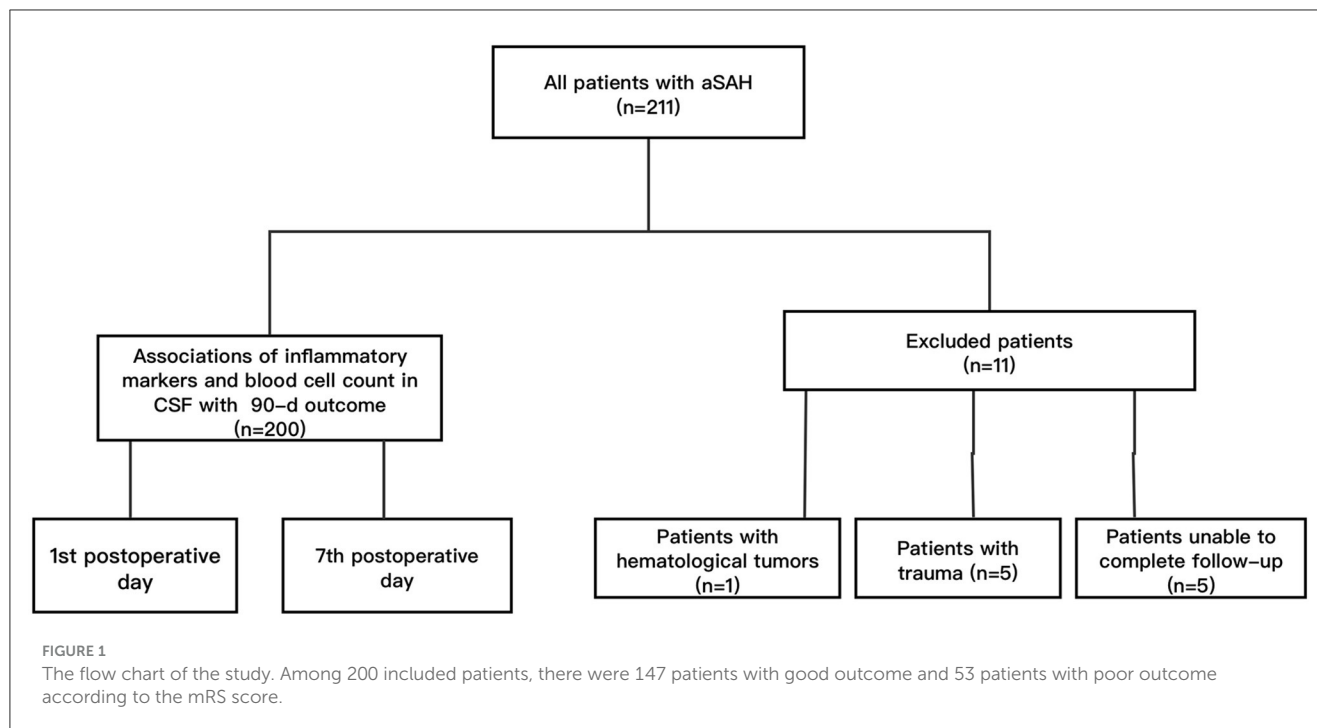 All patients with aSAH
(n=211)
Associations of inflammatory
markers and blood cell count in
CSF with 90–d outcome
(n=200)
Excluded patients
(n=11)
1st postoperative
day
7th postoperative
day
Patients with
hematological tumors
(n=1)
Patients with
trauma (n=5)
Patients unable to
complete follow–up
(n=5)
FIGURE 1
The flow chart of the study. Among 200 included patients, there were 147 patients with good outcome and 53 patients with poor outcome
according to the mRS score.